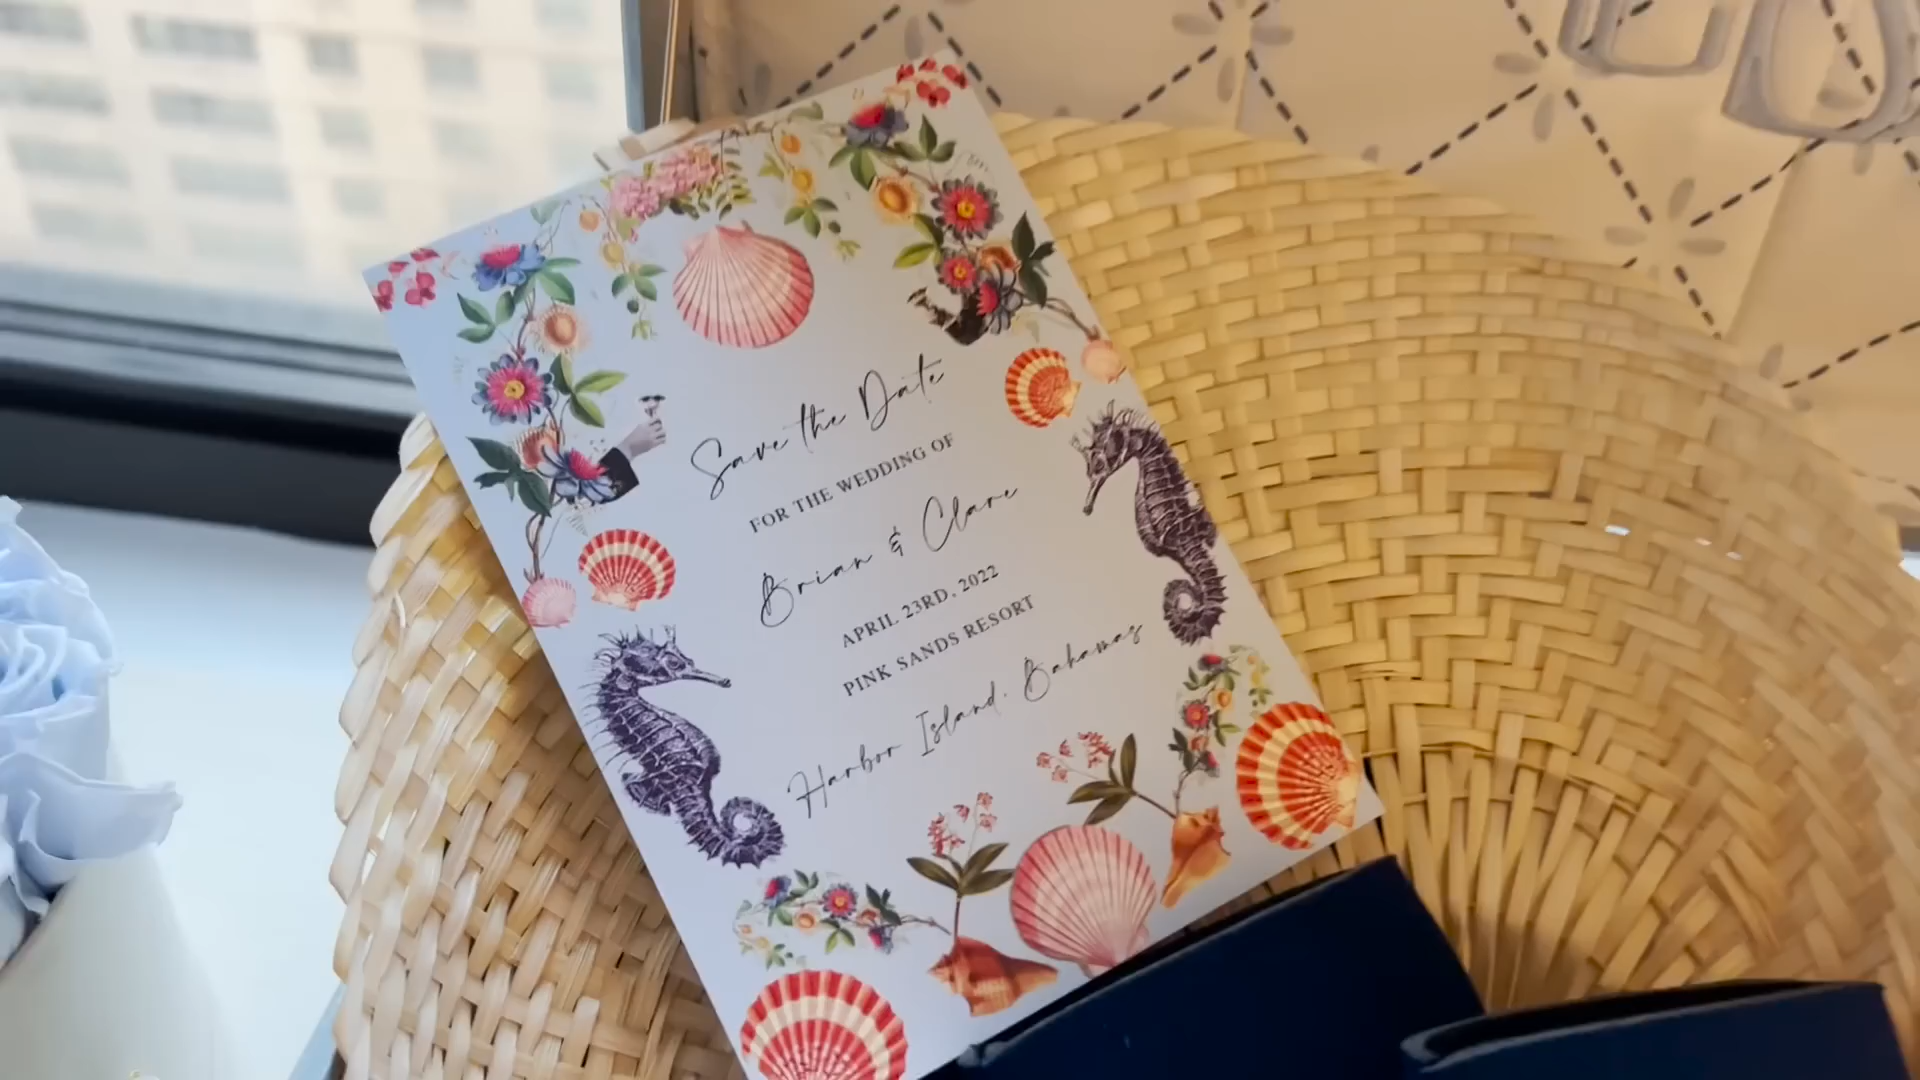 Save the Date
FOR THE WEDDING OF
Brian & Clare
APRIL 23RD, 2022
PINK SANDS RESORT
Harbor Island, Bahamas